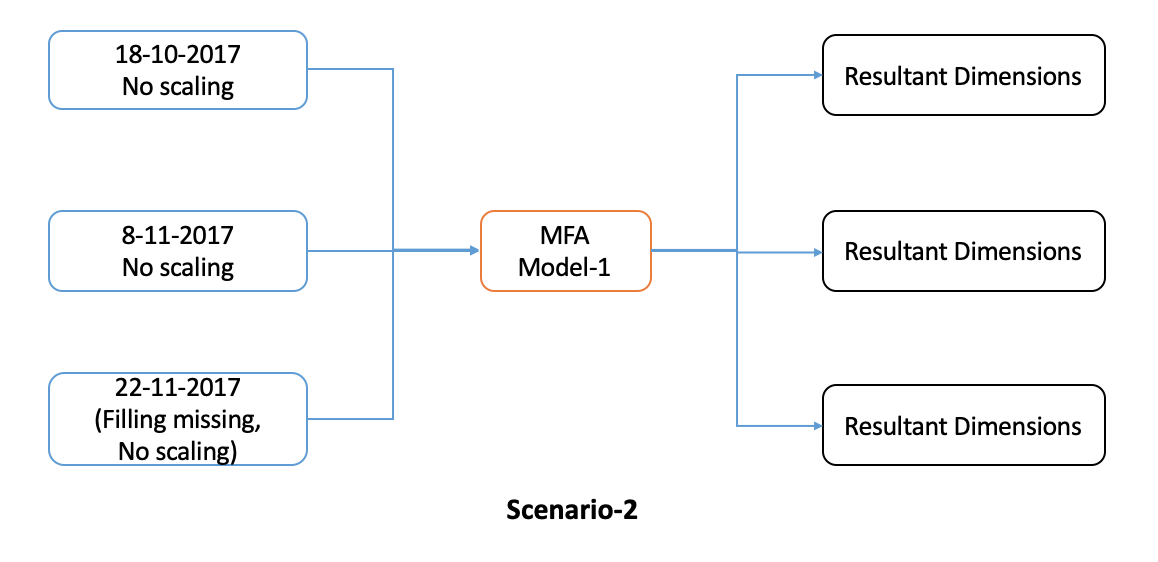 18-10-2017
No scaling
8-11-2017
No scaling
22-11-2017
(Filling missing,
No scaling)
MFA
Model-1
Resultant Dimensions
Resultant Dimensions
Resultant Dimensions
Scenario-2